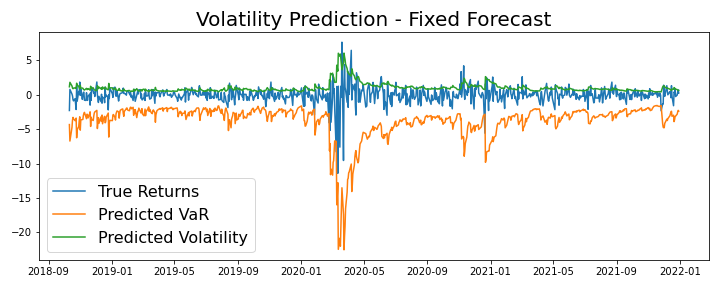 Volatility Prediction - Fixed Forecast
5
0
−5
−10
−15
−20
True Returns
Predicted VaR
Predicted Volatility
2018-09 2019-01 2019-05 2019-09 2020-01 2020-05 2020-09 2021-01 2021-05 2021-09 2022-01